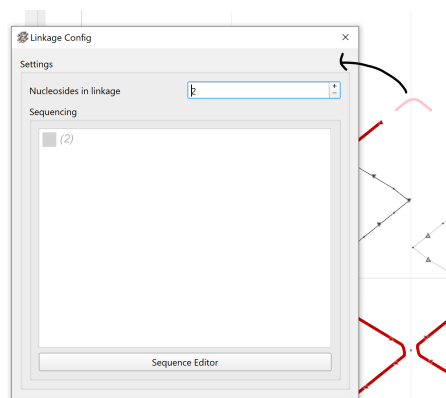 Linkage Config
Settings
Nucleosides in linkage
2
Sequencing
(2)
Sequence Editor